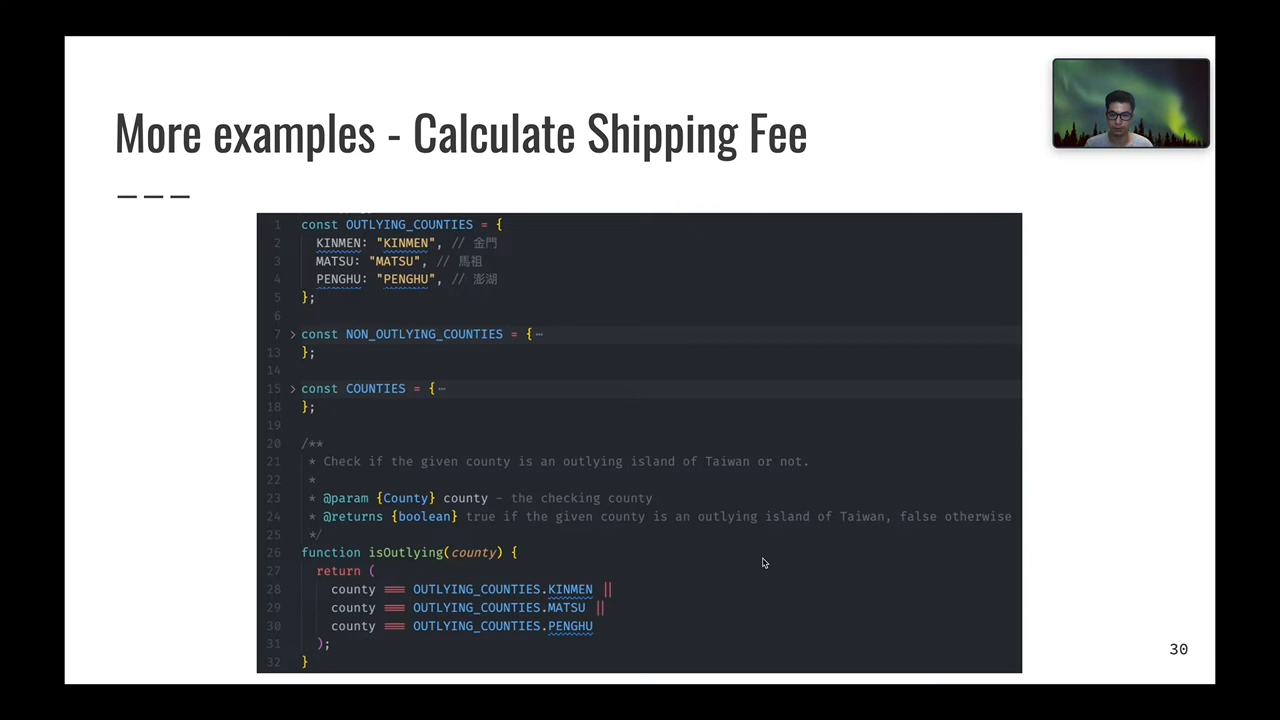 More examples - Calculate Shipping Fee
1 const OUTLYING_COUNTIES = {
2 KINMEN: "KINMEN", // 金門
3 MATSU: "MATSU", // 馬祖
4 PENGHU: "PENGHU", // 澎湖
5 };
6
7 > const NON_OUTLYING_COUNTIES = { ⋯
13 };
14
15 > const COUNTIES = { ⋯
18 };
19
20 /**
21 * Check if the given county is an outlying island of Taiwan or not.
22 *
23 * @param {County} county - the checking county
24 * @returns {boolean} true if the given county is an outlying island of Taiwan, false otherwise
25 */
26 function isOutlying(county) {
27 return (
28 county === OUTLYING_COUNTIES.KINMEN ||
29 county === OUTLYING_COUNTIES.MATSU ||
30 county === OUTLYING_COUNTIES.PENGHU
31 );
32 }
30